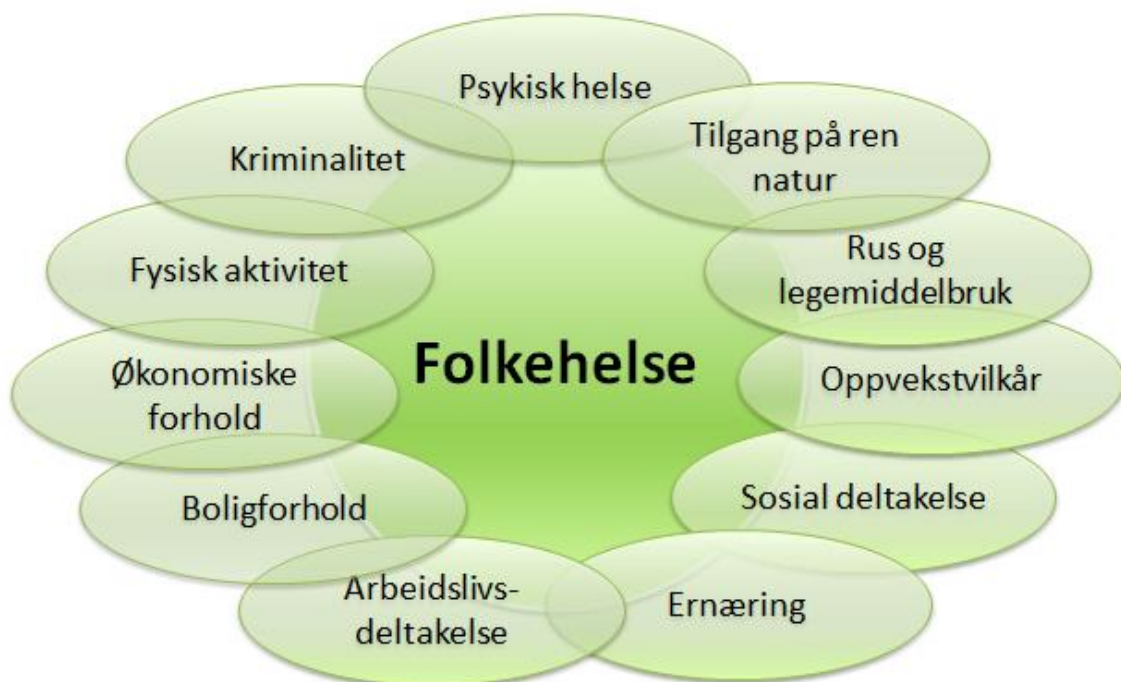 Psykisk helse
Tilgang på ren
natur
Rus og
legemiddelbruk
Oppvekstvilkår
Sosial deltakelse
Ernæring
Arbeidslivs-
deltakelse
Boligforhold
Økonomiske
forhold
Fysisk aktivitet
Kriminalitet
Folkehelse